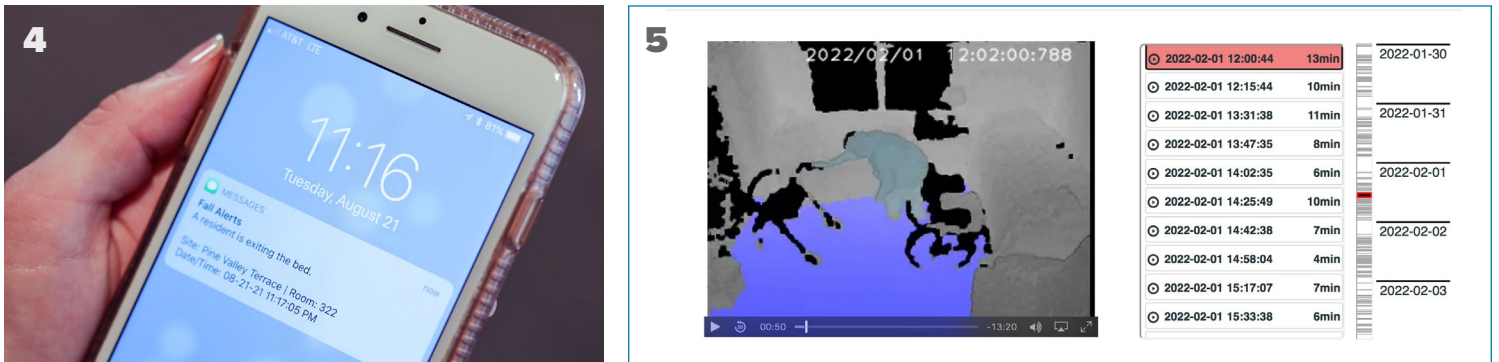 4
AT&T LTE
81%
11:16
Tuesday, August 21
MESSAGES
now
Fall Alerts
A resident is exiting the bed.
Site: Pine Valley Terrace | Room: 322
Date/Time: 08-21-21 11:17:05 PM
5
2022/02/01 12:02:00:788
30
00:50
-13:20
2022-02-01 12:00:44 13min
2022-02-01 12:15:44 10min
2022-02-01 13:31:38 11min
2022-02-01 13:47:35 8min
2022-02-01 14:02:35 6min
2022-02-01 14:25:49 10min
2022-02-01 14:42:38 7min
2022-02-01 14:58:04 4min
2022-02-01 15:17:07 7min
2022-02-01 15:33:38 6min
2022-01-30
2022-01-31
2022-02-01
2022-02-02
2022-02-03